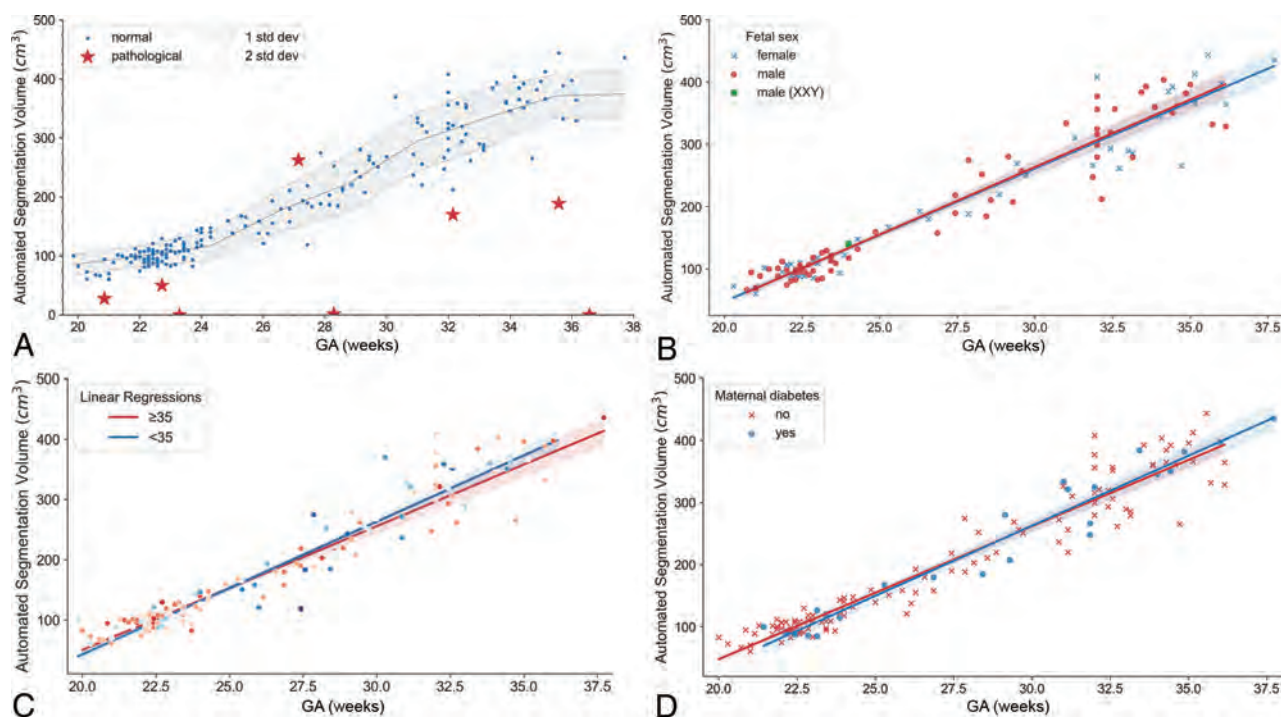 500
400
300
200
100
0
Automated Segmentation Volume (cm³)
normal 1 std dev
pathological 2 std dev
20 22 24 26 28 30 32 34 36 38
GA (weeks)
A
500
400
300
200
100
Automated Segmentation Volume (cm³)
Fetal sex
female
male
male (XXY)
20.0 22.5 25.0 27.5 30.0 32.5 35.0 37.5
GA (weeks)
B
500
400
300
200
100
0
Automated Segmentation Volume (cm³)
Linear Regressions
≥35
<35
20.0 22.5 25.0 27.5 30.0 32.5 35.0 37.5
GA (weeks)
C
500
400
300
200
100
Automated Segmentation Volume (cm³)
Maternal diabetes
no
yes
20.0 22.5 25.0 27.5 30.0 32.5 35.0 37.5
GA (weeks)
D